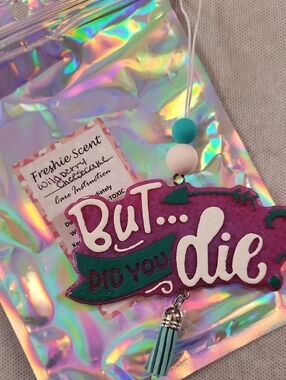 Freshie Scent
Wildberry
Cheesecake
Care Instruction
TOXIC
BUT...
DID YOU
die